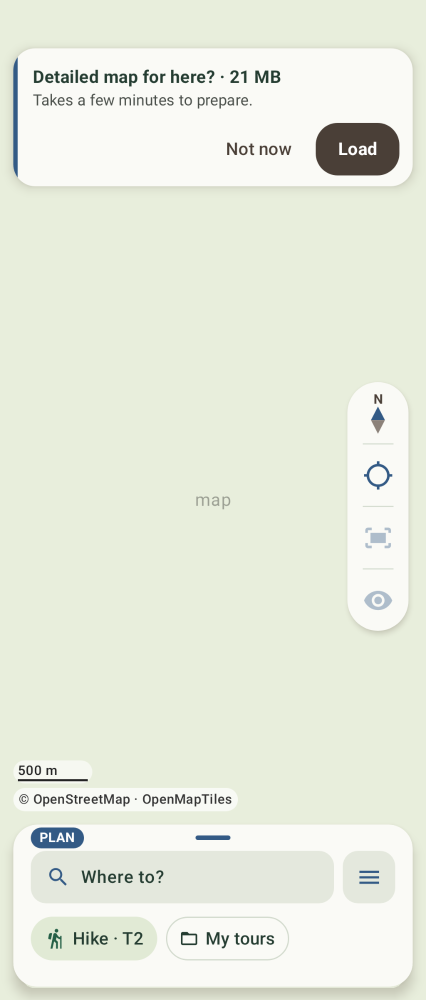 Detailed map for here? · 21 MB
Takes a few minutes to prepare.
Not now
Load
N
map
500 m
© OpenStreetMap · OpenMapTiles
PLAN
Where to?
Hike · T2
My tours